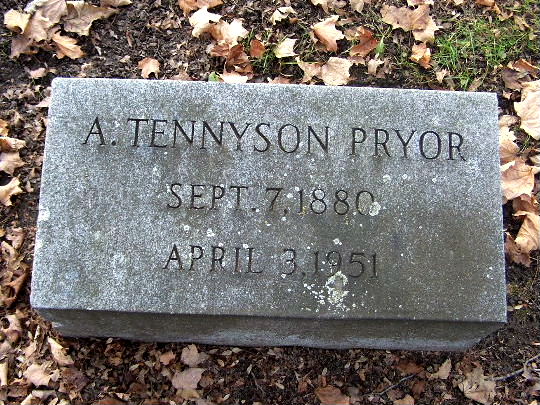 A. TENNYSON PRYOR
SEPT. 7, 1880
APRIL 3, 1951